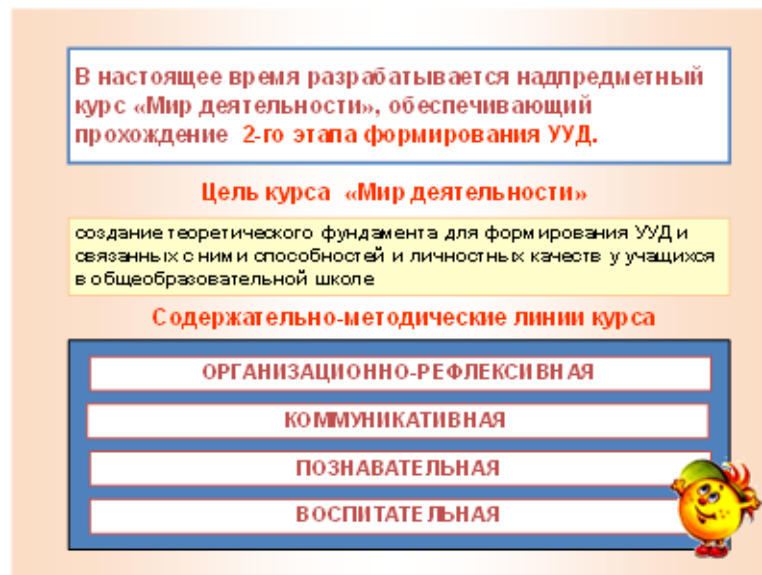 В настоящее время разрабатывается надпредметный
курс «Мир деятельности», обеспечивающий
прохождение 2-го этапа формирования УУД.
Цель курса «Мир деятельности»
создание теоретического фундамента для формирования УУД и
связанных с ними способностей и личностных качеств у учащихся
в общеобразовательной школе
Содержательно-методические линии курса
ОРГАНИЗАЦИОННО-РЕФЛЕКСИВНАЯ
КОММУНИКАТИВНАЯ
ПОЗНАВАТЕЛЬНАЯ
ВОСПИТАТЕЛЬНАЯ